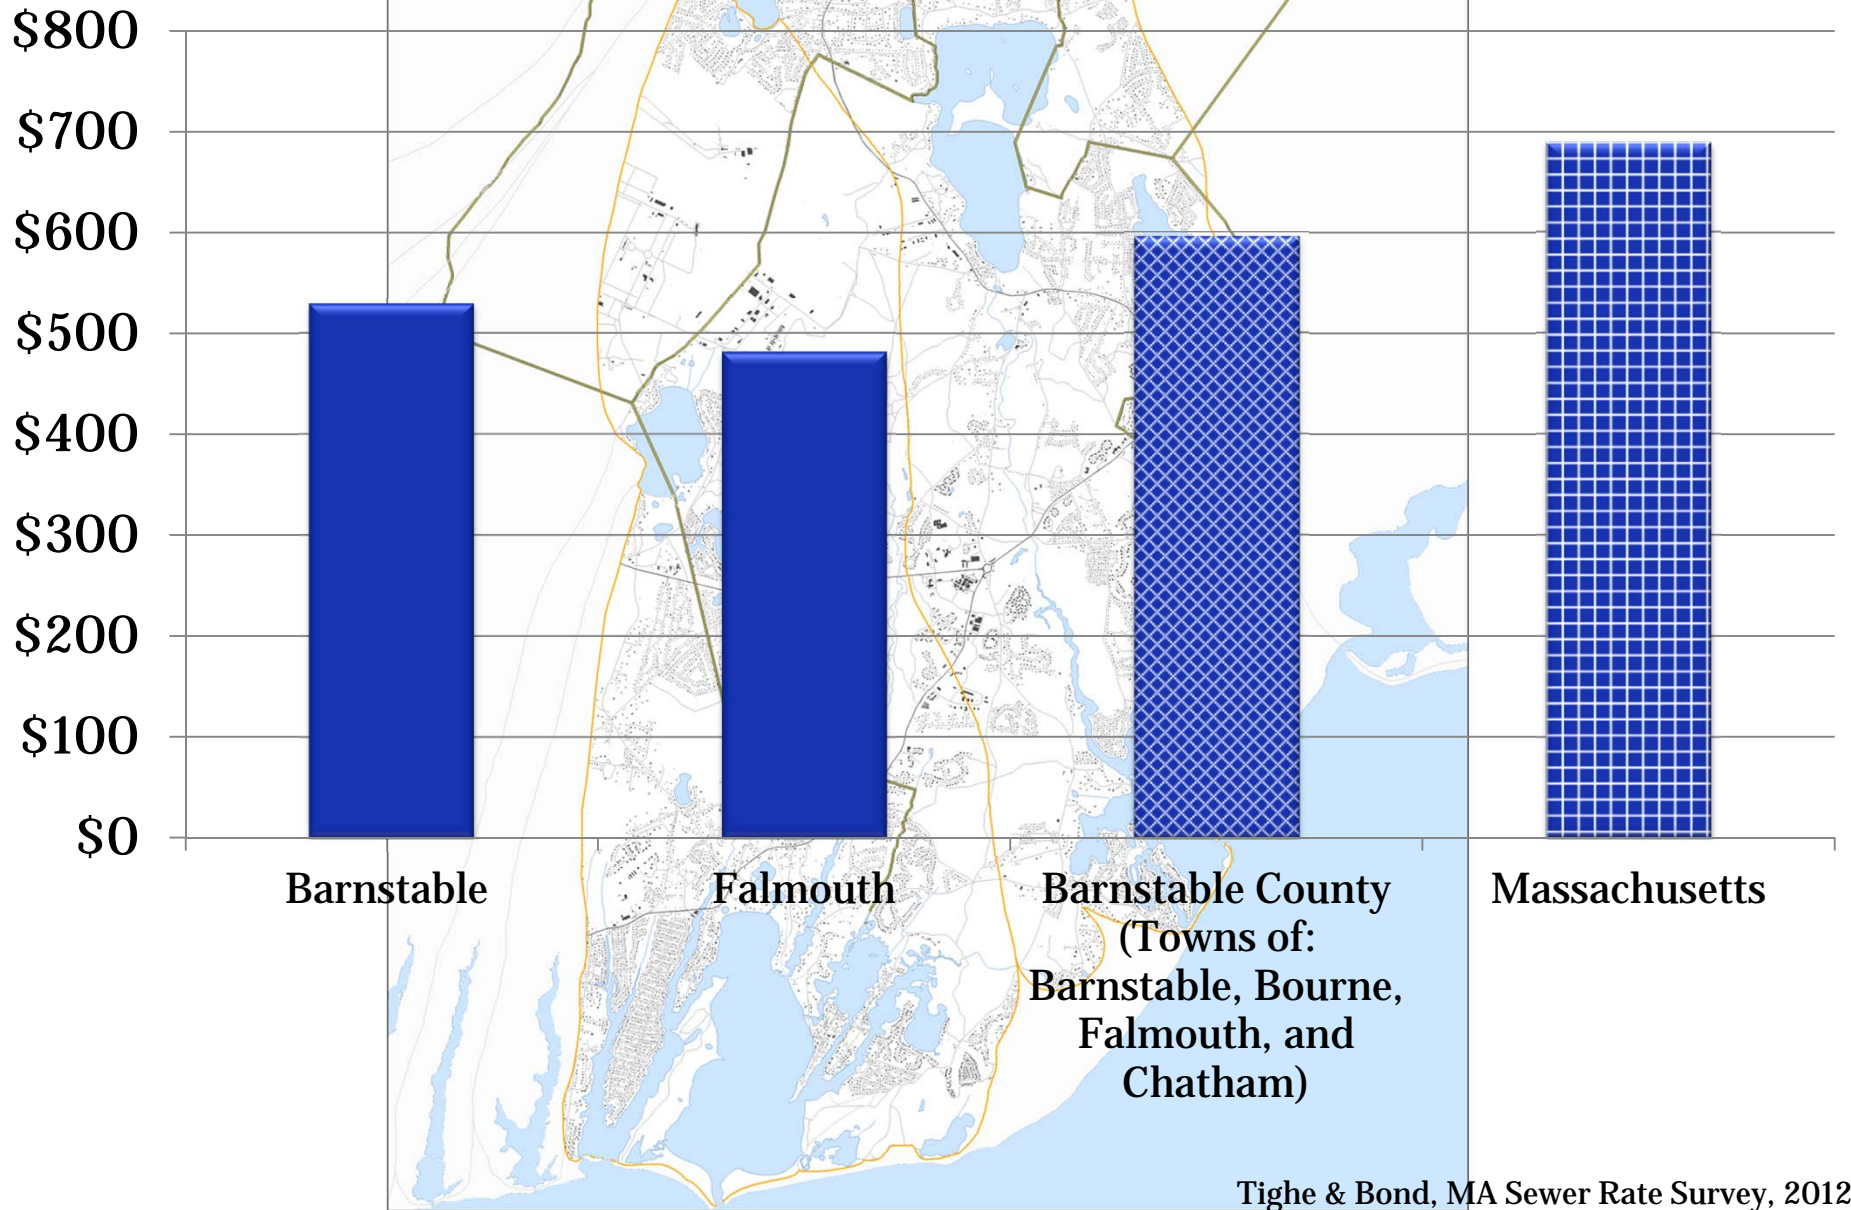 $800
$700
$600
$500
$400
$300
$200
$100
$0
Barnstable
Falmouth
Barnstable County
(Towns of:
Barnstable, Bourne,
Falmouth, and
Chatham)
Massachusetts
Tighe & Bond, MA Sewer Rate Survey, 2012